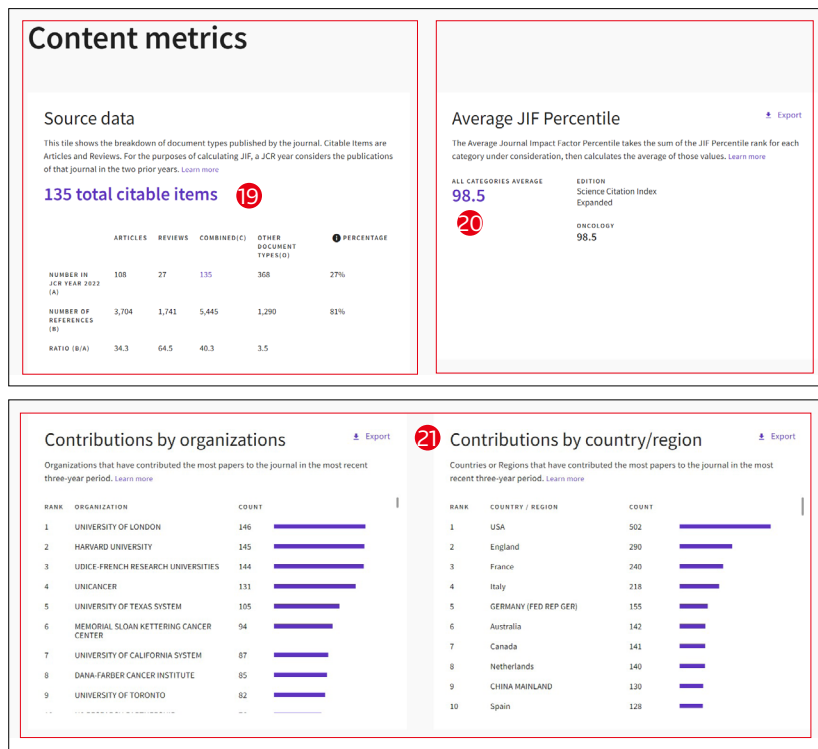 Content metrics
Source data
This tile shows the breakdown of document types published by the journal. Citable Items are
Articles and Reviews. For the purposes of calculating JIF, a JCR year considers the publications
of that journal in the two prior years. Learn more
135 total citable items 19
ARTICLES REVIEWS COMBINED(C) OTHER DOCUMENT TYPES(O) i PERCENTAGE
NUMBER IN JCR YEAR 2022 (A) 108 27 135 368 27%
NUMBER OF REFERENCES (B) 3,704 1,741 5,445 1,290 81%
RATIO (B/A) 34.3 64.5 40.3 3.5
Average JIF Percentile Export
The Average Journal Impact Factor Percentile takes the sum of the JIF Percentile rank for each
category under consideration, then calculates the average of those values. Learn more
ALL CATEGORIES AVERAGE
98.5
20
EDITION
Science Citation Index
Expanded
ONCOLOGY
98.5
Contributions by organizations Export
Organizations that have contributed the most papers to the journal in the most recent
three-year period. Learn more
RANK ORGANIZATION COUNT
1 UNIVERSITY OF LONDON 146
2 HARVARD UNIVERSITY 145
3 UDICE-FRENCH RESEARCH UNIVERSITIES 144
4 UNICANCER 131
5 UNIVERSITY OF TEXAS SYSTEM 105
6 MEMORIAL SLOAN KETTERING CANCER CENTER 94
7 UNIVERSITY OF CALIFORNIA SYSTEM 87
8 DANA-FARBER CANCER INSTITUTE 85
9 UNIVERSITY OF TORONTO 82
21 Contributions by country/region Export
Countries or Regions that have contributed the most papers to the journal in the most
recent three-year period. Learn more
RANK COUNTRY / REGION COUNT
1 USA 502
2 England 290
3 France 240
4 Italy 218
5 GERMANY (FED REP GER) 155
6 Australia 142
7 Canada 141
8 Netherlands 140
9 CHINA MAINLAND 130
10 Spain 128